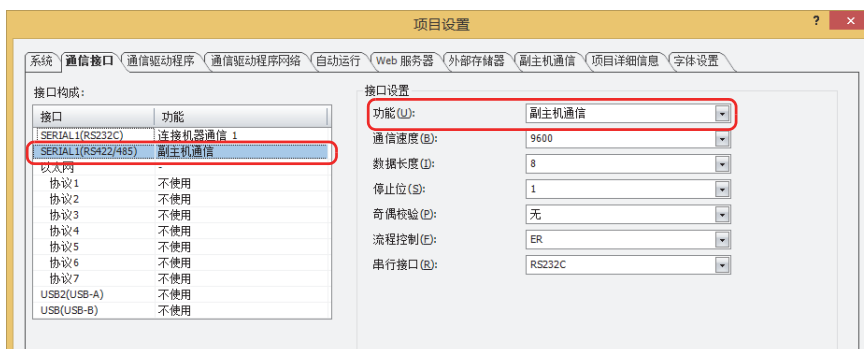 项目设置
? ×
系统 通信接口 通信驱动程序 通信驱动程序网络 自动运行 Web 服务器 外部存储器 副主机通信 项目详细信息 字体设置
接口构成:
接口 功能
SERIAL1(RS232C) 连接机器通信 1
SERIAL1(RS422/485) 副主机通信
以太网 -
协议1 不使用
协议2 不使用
协议3 不使用
协议4 不使用
协议5 不使用
协议6 不使用
协议7 不使用
USB2(USB-A) 不使用
USB(USB-B) 不使用
接口设置
功能(U): 副主机通信
通信速度(B): 9600
数据长度(I): 8
停止位(S): 1
奇偶校验(P): 无
流程控制(F): ER
串行接口(R): RS232C